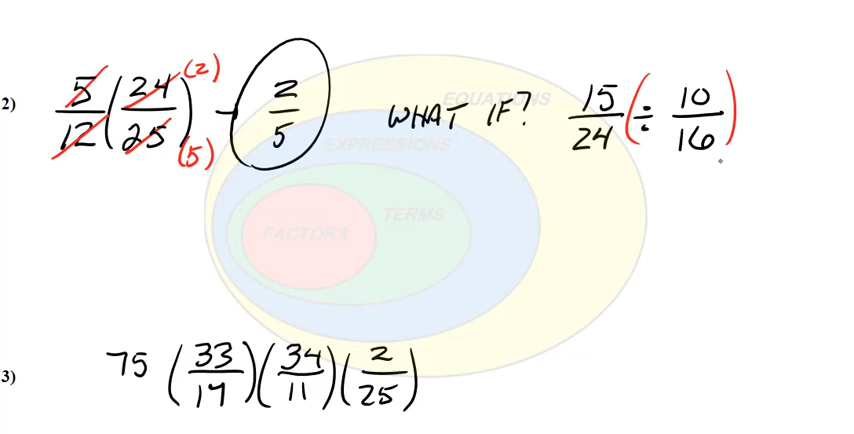 2) 5/12 (24/25) (2) (5) - 2/5 WHAT IF? 15/24 (÷ 10/16)
EQUATIONS
EXPRESSIONS
TERMS
FACTORS
3) 75 (33/17)(34/11)(2/25)